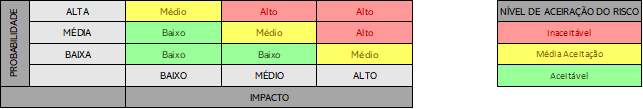 PROBABILIDADE
ALTA Médio Alto Alto
MÉDIA Baixo Médio Alto
BAIXA Baixo Baixo Médio
BAIXO MÉDIO ALTO
IMPACTO
NÍVEL DE ACEIRAÇÃO DO RISCO
Inaceitável
Média Aceitação
Aceitável